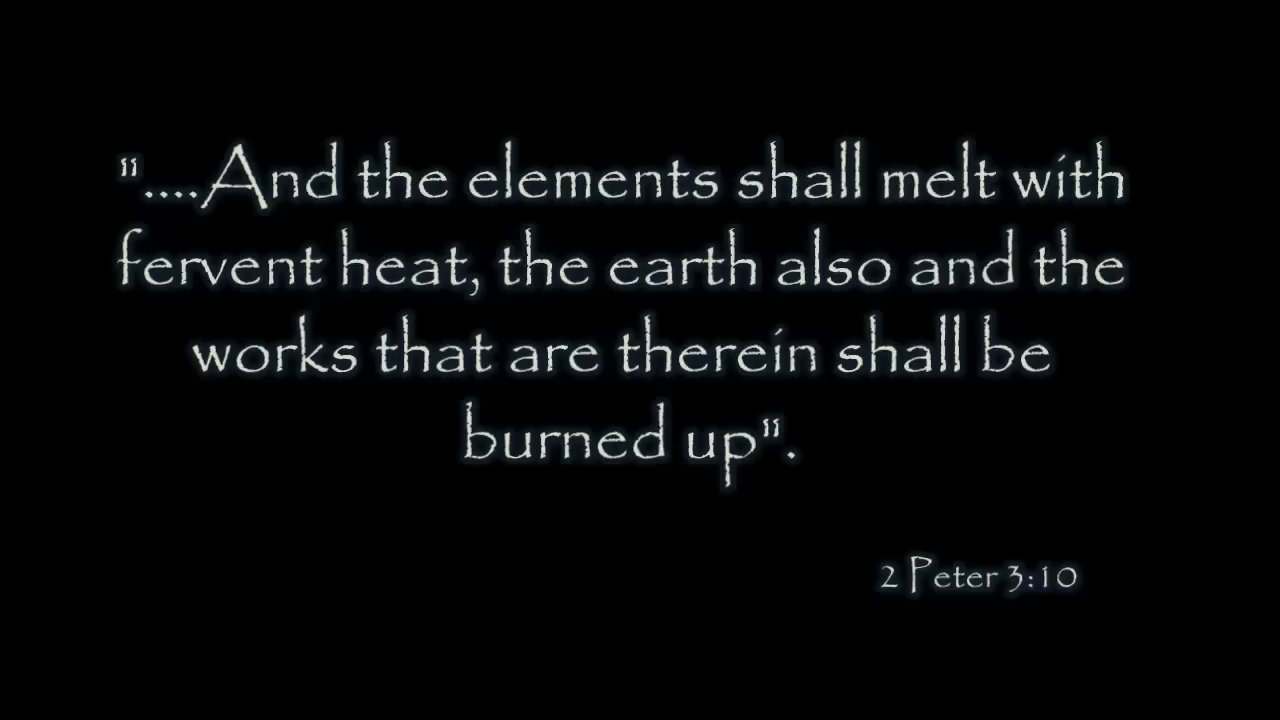 "....And the elements shall melt with
fervent heat, the earth also and the
works that are therein shall be
burned up".
2 Peter 3:10